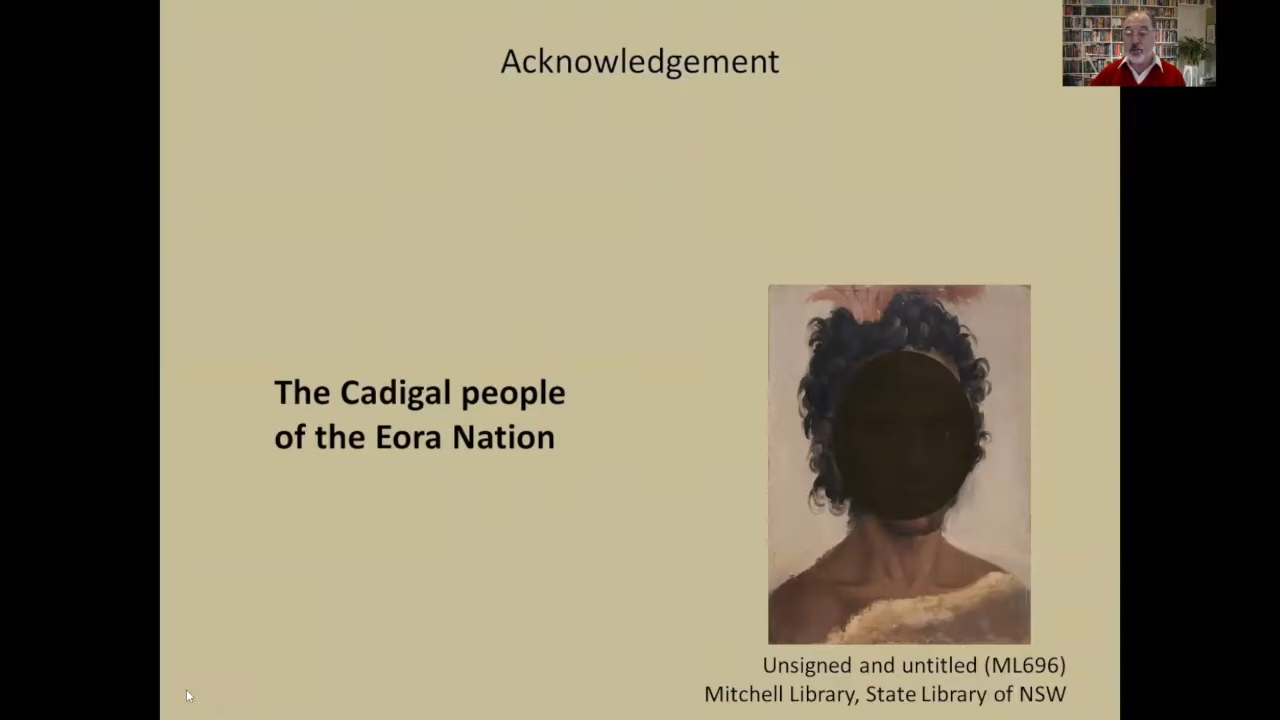 Acknowledgement
The Cadigal people
of the Eora Nation
Unsigned and untitled (ML696)
Mitchell Library, State Library of NSW